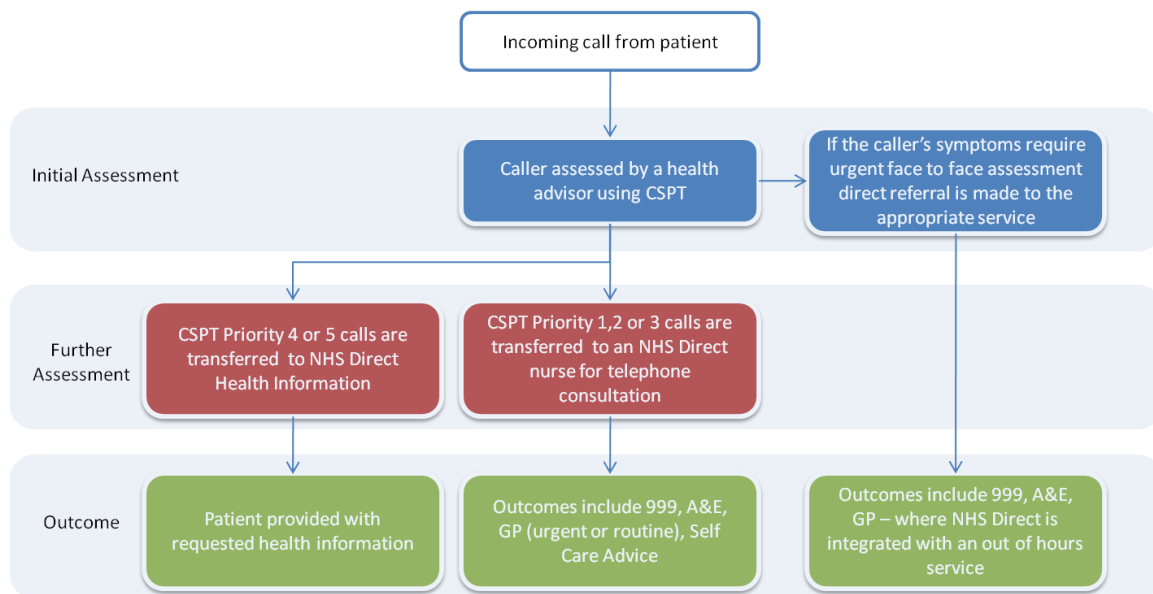 Incoming call from patient
Initial Assessment
Caller assessed by a health
advisor using CSPT
If the caller's symptoms require
urgent face to face assessment
direct referral is made to the
appropriate service
Further
Assessment
CSPT Priority 4 or 5 calls are
transferred to NHS Direct
Health Information
CSPT Priority 1,2 or 3 calls are
transferred to an NHS Direct
nurse for telephone
consultation
Outcome
Patient provided with
requested health information
Outcomes include 999, A&E,
GP (urgent or routine), Self
Care Advice
Outcomes include 999, A&E,
GP – where NHS Direct is
integrated with an out of hours
service